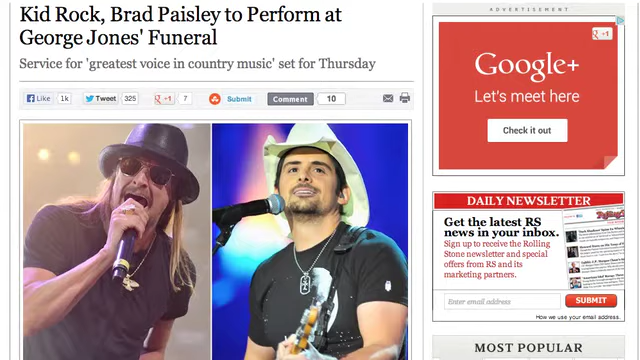 Kid Rock, Brad Paisley to Perform at
George Jones' Funeral
Service for 'greatest voice in country music' set for Thursday
Like 1k Tweet 325 +1 7 Submit Comment 10
ADVERTISEMENT
+1
Google+
Let's meet here
Check it out
DAILY NEWSLETTER
Get the latest RS
news in your inbox.
Sign up to receive the Rolling
Stone newsletter and special
offers from RS and its
marketing partners.
Enter email address
SUBMIT
How we use your email address.
MOST POPULAR